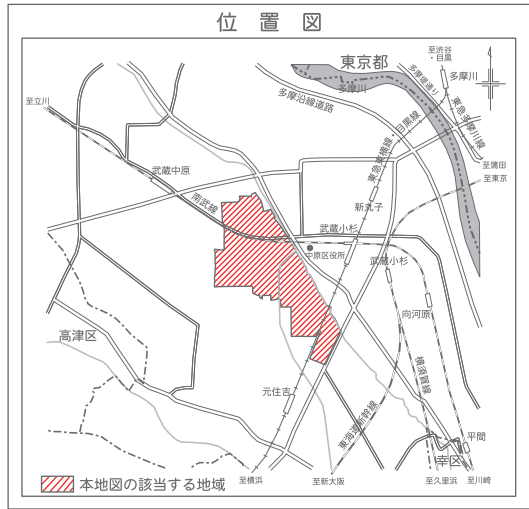 位置図
至渋谷
・目黒
東京都
多摩川
多摩堤通り
多摩川
東急多摩川線
目黒線
至立川
多摩沿線道路
至蒲田
至東京
武蔵中原
東急東横線
南武線
新丸子
武蔵小杉
中原区役所
武蔵小杉
向河原
高津区
横須賀線
元住吉
東海道新幹線
平間
幸区
至横浜
至新大阪
至久里浜
至川崎
本地図の該当する地域